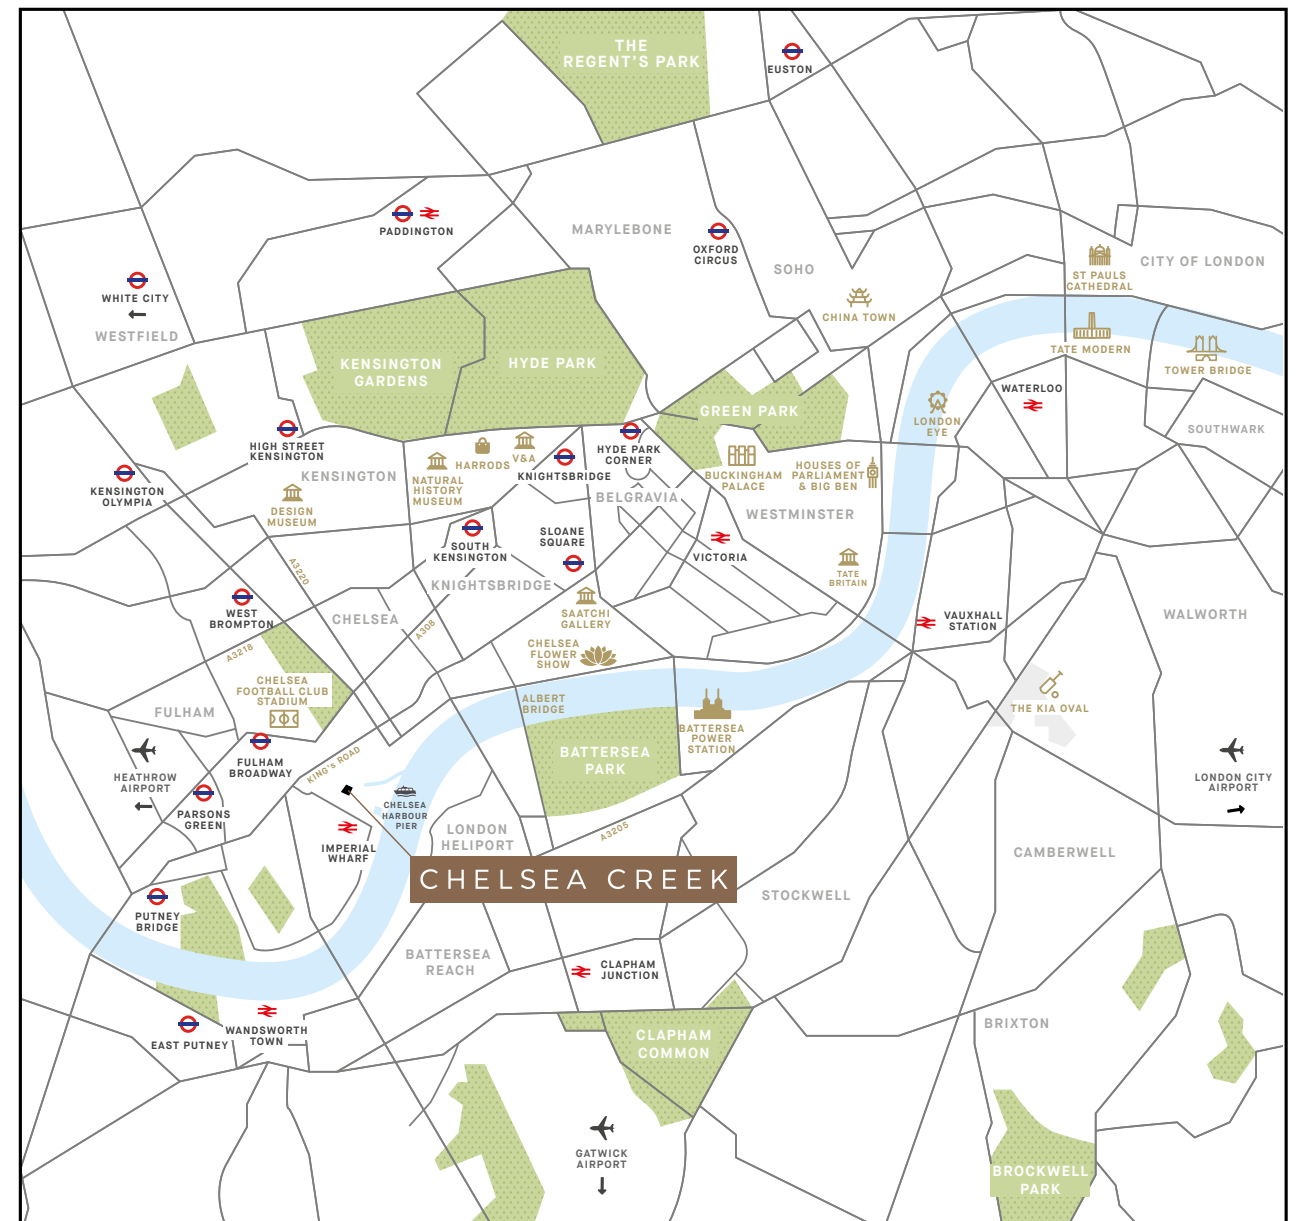 THE
REGENT'S PARK
EUSTON
PADDINGTON
MARYLEBONE
OXFORD
CIRCUS
SOHO
ST PAULS
CATHEDRAL
CITY OF LONDON
WHITE CITY
WESTFIELD
CHINA TOWN
TATE MODERN
TOWER BRIDGE
KENSINGTON
GARDENS
HYDE PARK
WATERLOO
GREEN PARK
LONDON
EYE
SOUTHWARK
HIGH STREET
KENSINGTON
HYDE PARK
CORNER
HARRODS
V&A
KNIGHTSBRIDGE
KENSINGTON
NATURAL
HISTORY
MUSEUM
BUCKINGHAM
PALACE
HOUSES OF
PARLIAMENT
& BIG BEN
KENSINGTON
OLYMPIA
DESIGN
MUSEUM
BELGRAVIA
WESTMINSTER
SLOANE
SQUARE
SOUTH
KENSINGTON
VICTORIA
A3220
KNIGHTSBRIDGE
TATE
BRITAIN
WEST
BROMPTON
CHELSEA
A308
SAATCHI
GALLERY
VAUXHALL
STATION
WALWORTH
A3218
CHELSEA
FLOWER
SHOW
CHELSEA
FOOTBALL CLUB
STADIUM
ALBERT
BRIDGE
THE KIA OVAL
FULHAM
BATTERSEA
POWER
STATION
BATTERSEA
PARK
FULHAM
BROADWAY
KING's ROAD
HEATHROW
AIRPORT
LONDON CITY
AIRPORT
PARSONS
GREEN
CHELSEA
HARBOUR
PIER
IMPERIAL
WHARF
LONDON
HELIPORT
A3205
CAMBERWELL
CHELSEA CREEK
STOCKWELL
PUTNEY
BRIDGE
BATTERSEA
REACH
CLAPHAM
JUNCTION
WANDSWORTH
TOWN
EAST PUTNEY
CLAPHAM
COMMON
BRIXTON
GATWICK
AIRPORT
BROCKWELL
PARK